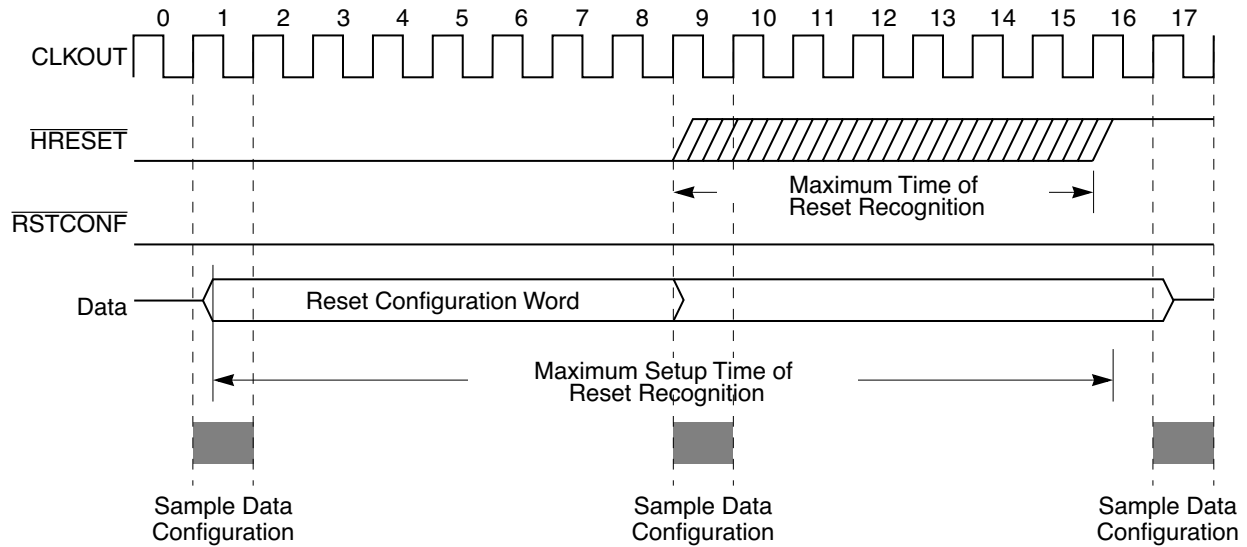 0 1 2 3 4 5 6 7 8 9 10 11 12 13 14 15 16 17
CLKOUT
HRESET
Maximum Time of
Reset Recognition
RSTCONF
Data
Reset Configuration Word
Maximum Setup Time of
Reset Recognition
Sample Data
Configuration
Sample Data
Configuration
Sample Data
Configuration